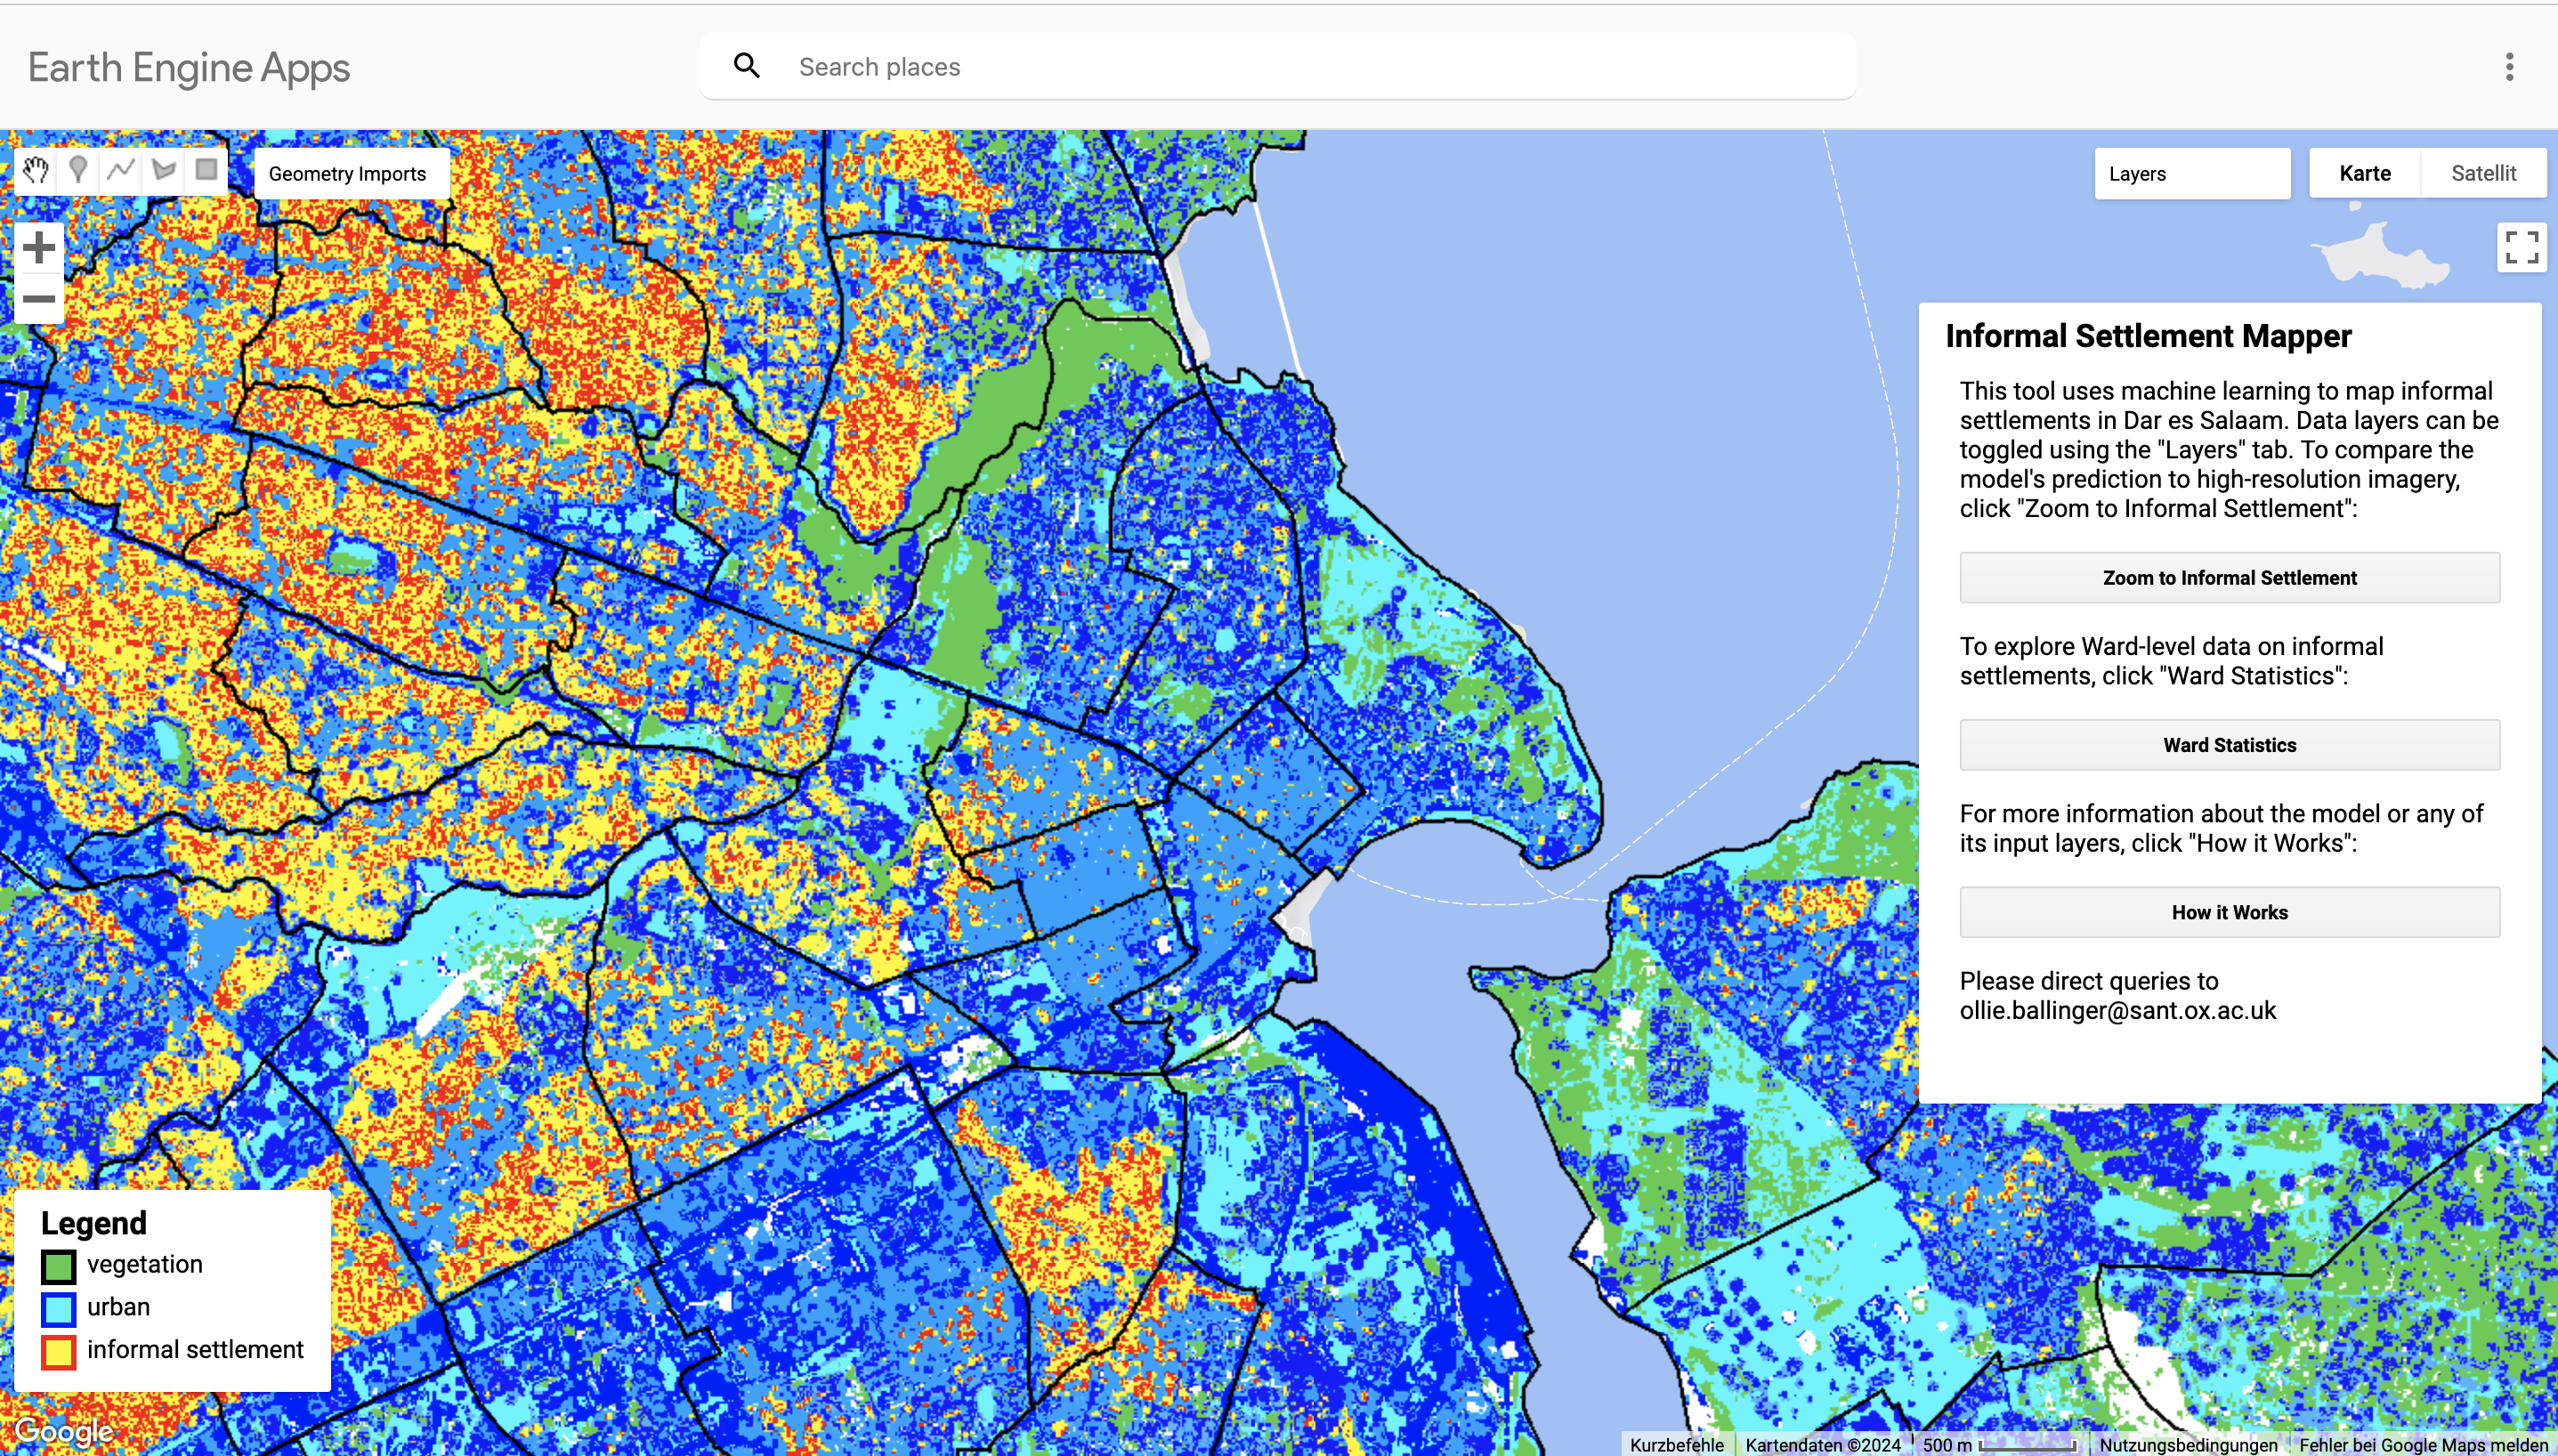 Earth Engine Apps
Search places
Geometry Imports
Layers
Karte
Satellit
Informal Settlement Mapper
This tool uses machine learning to map informal
settlements in Dar es Salaam. Data layers can be
toggled using the "Layers" tab. To compare the
model's prediction to high-resolution imagery,
click "Zoom to Informal Settlement":
Zoom to Informal Settlement
To explore Ward-level data on informal
settlements, click "Ward Statistics":
Ward Statistics
For more information about the model or any of
its input layers, click "How it Works":
How it Works
Please direct queries to
ollie.ballinger@sant.ox.ac.uk
Legend
vegetation
urban
informal settlement
Google
Kurzbefehle
Kartendaten ©2024
500 m
Nutzungsbedingungen
Fehler bei Google Maps melden